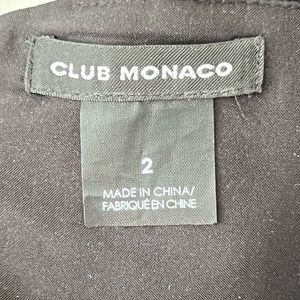 CLUB MONACO
2
MADE IN CHINA/
FABRIQUÉ EN CHINE